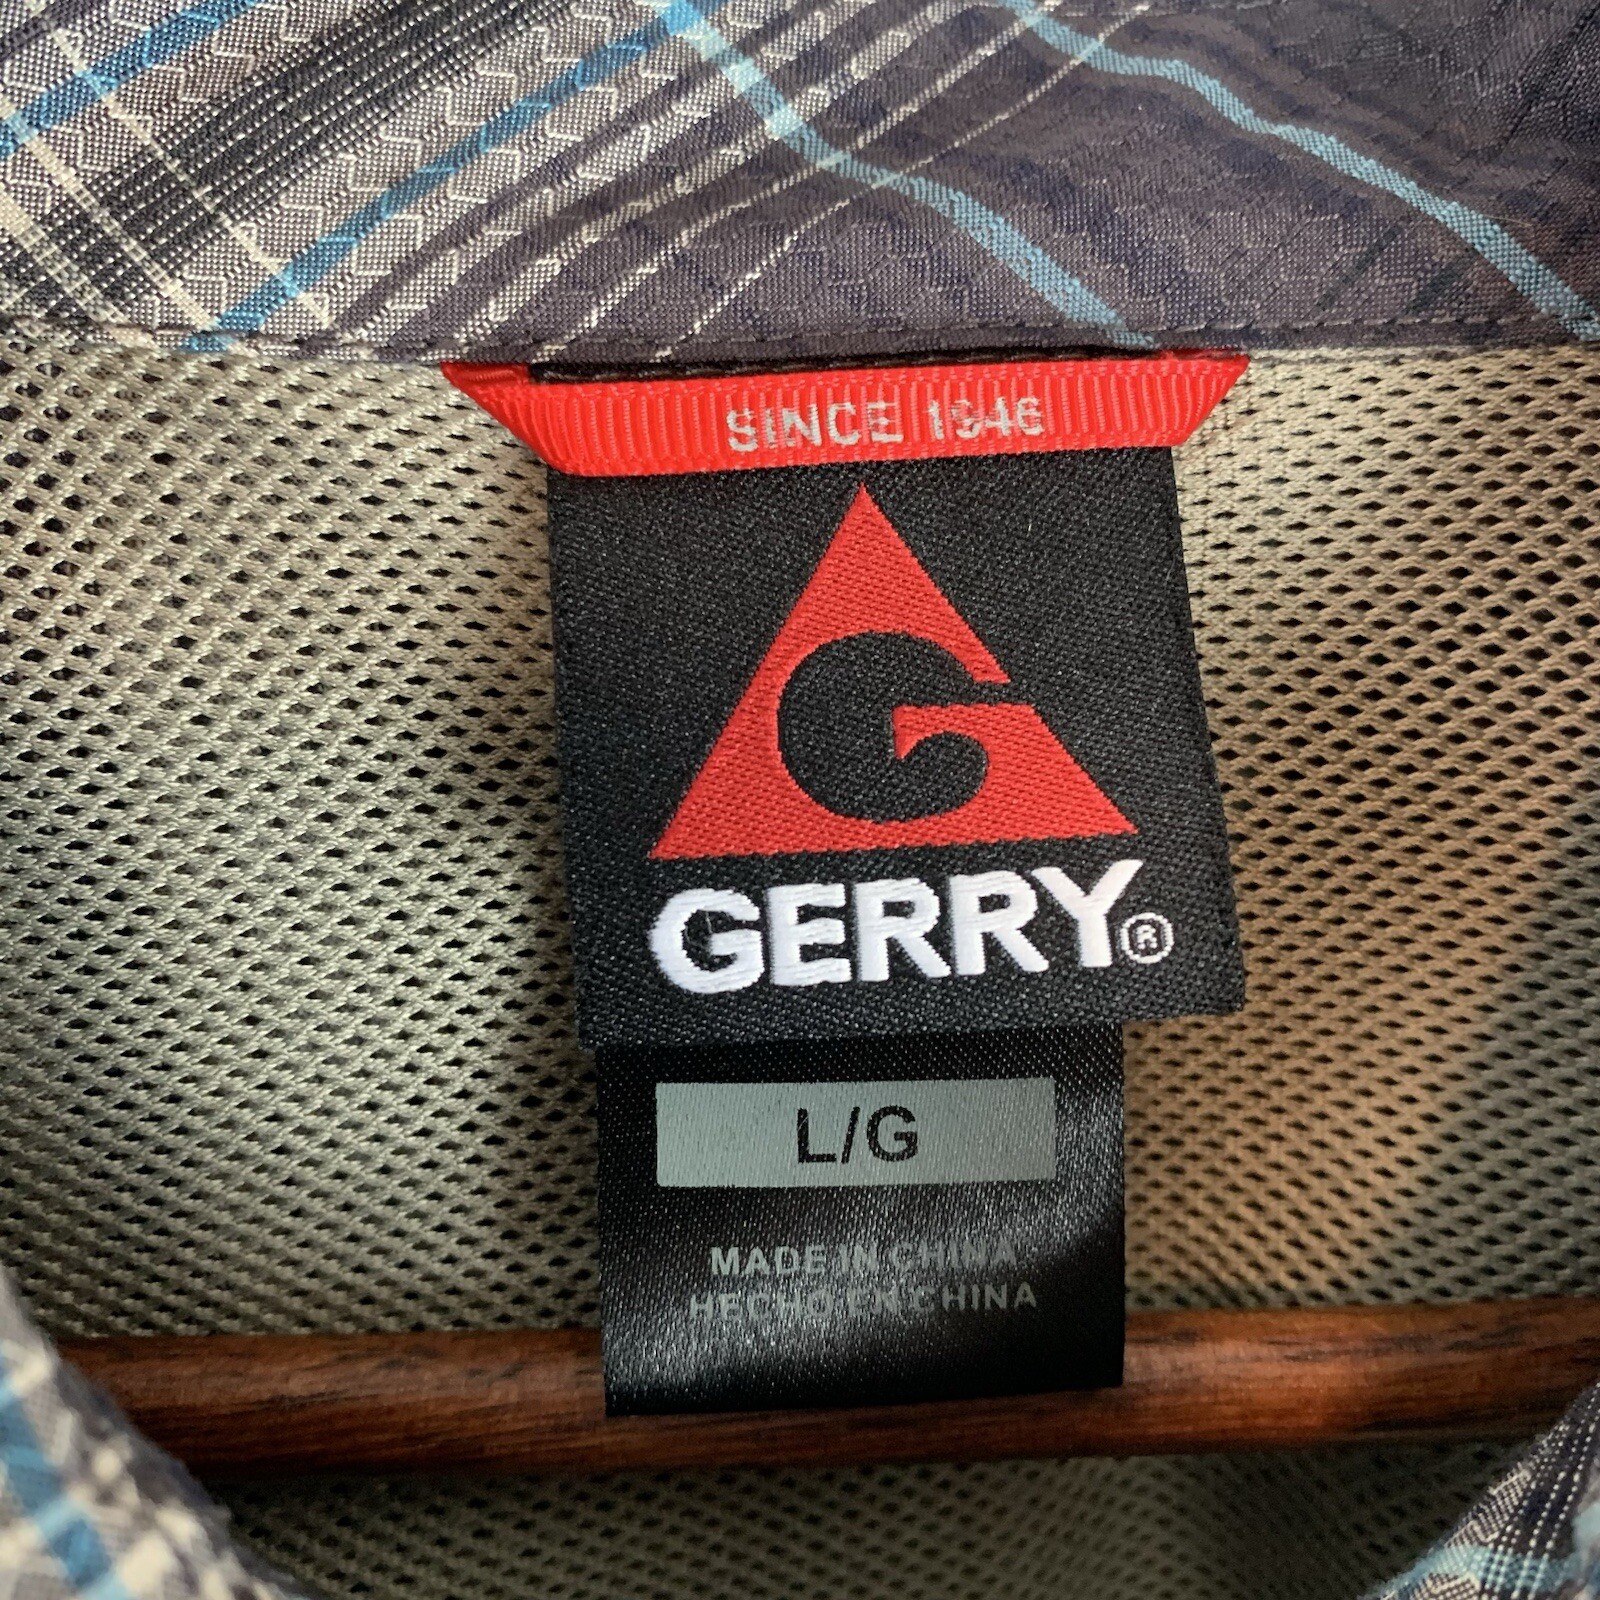 SINCE 1946
G
GERRY®
L/G
MADE IN CHINA
HECHO EN CHINA